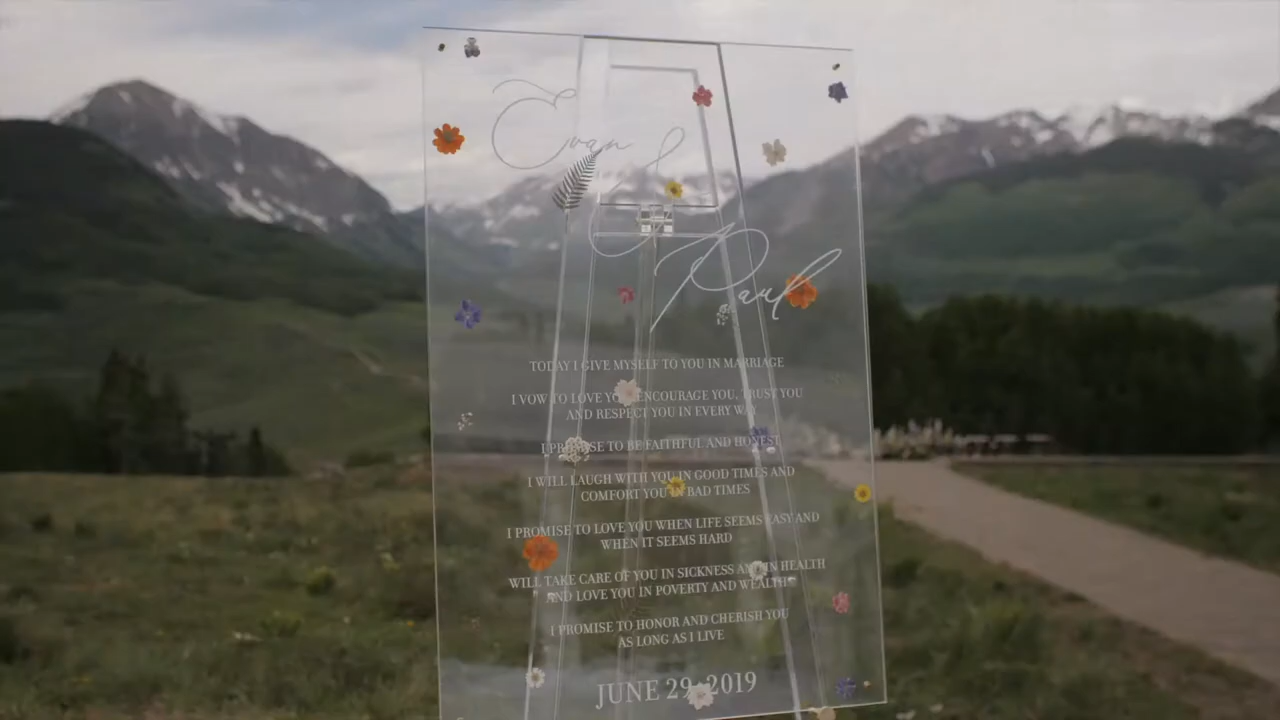 Evan &
Paul
TODAY I GIVE MYSELF TO YOU IN MARRIAGE
I VOW TO LOVE YOU, ENCOURAGE YOU, TRUST YOU
AND RESPECT YOU IN EVERY WAY
I PROMISE TO BE FAITHFUL AND HONEST
I WILL LAUGH WITH YOU IN GOOD TIMES AND
COMFORT YOU IN BAD TIMES
I PROMISE TO LOVE YOU WHEN LIFE SEEMS EASY AND
WHEN IT SEEMS HARD
WILL TAKE CARE OF YOU IN SICKNESS AND IN HEALTH
AND LOVE YOU IN POVERTY AND WEALTH
I PROMISE TO HONOR AND CHERISH YOU
AS LONG AS I LIVE
JUNE 29, 2019